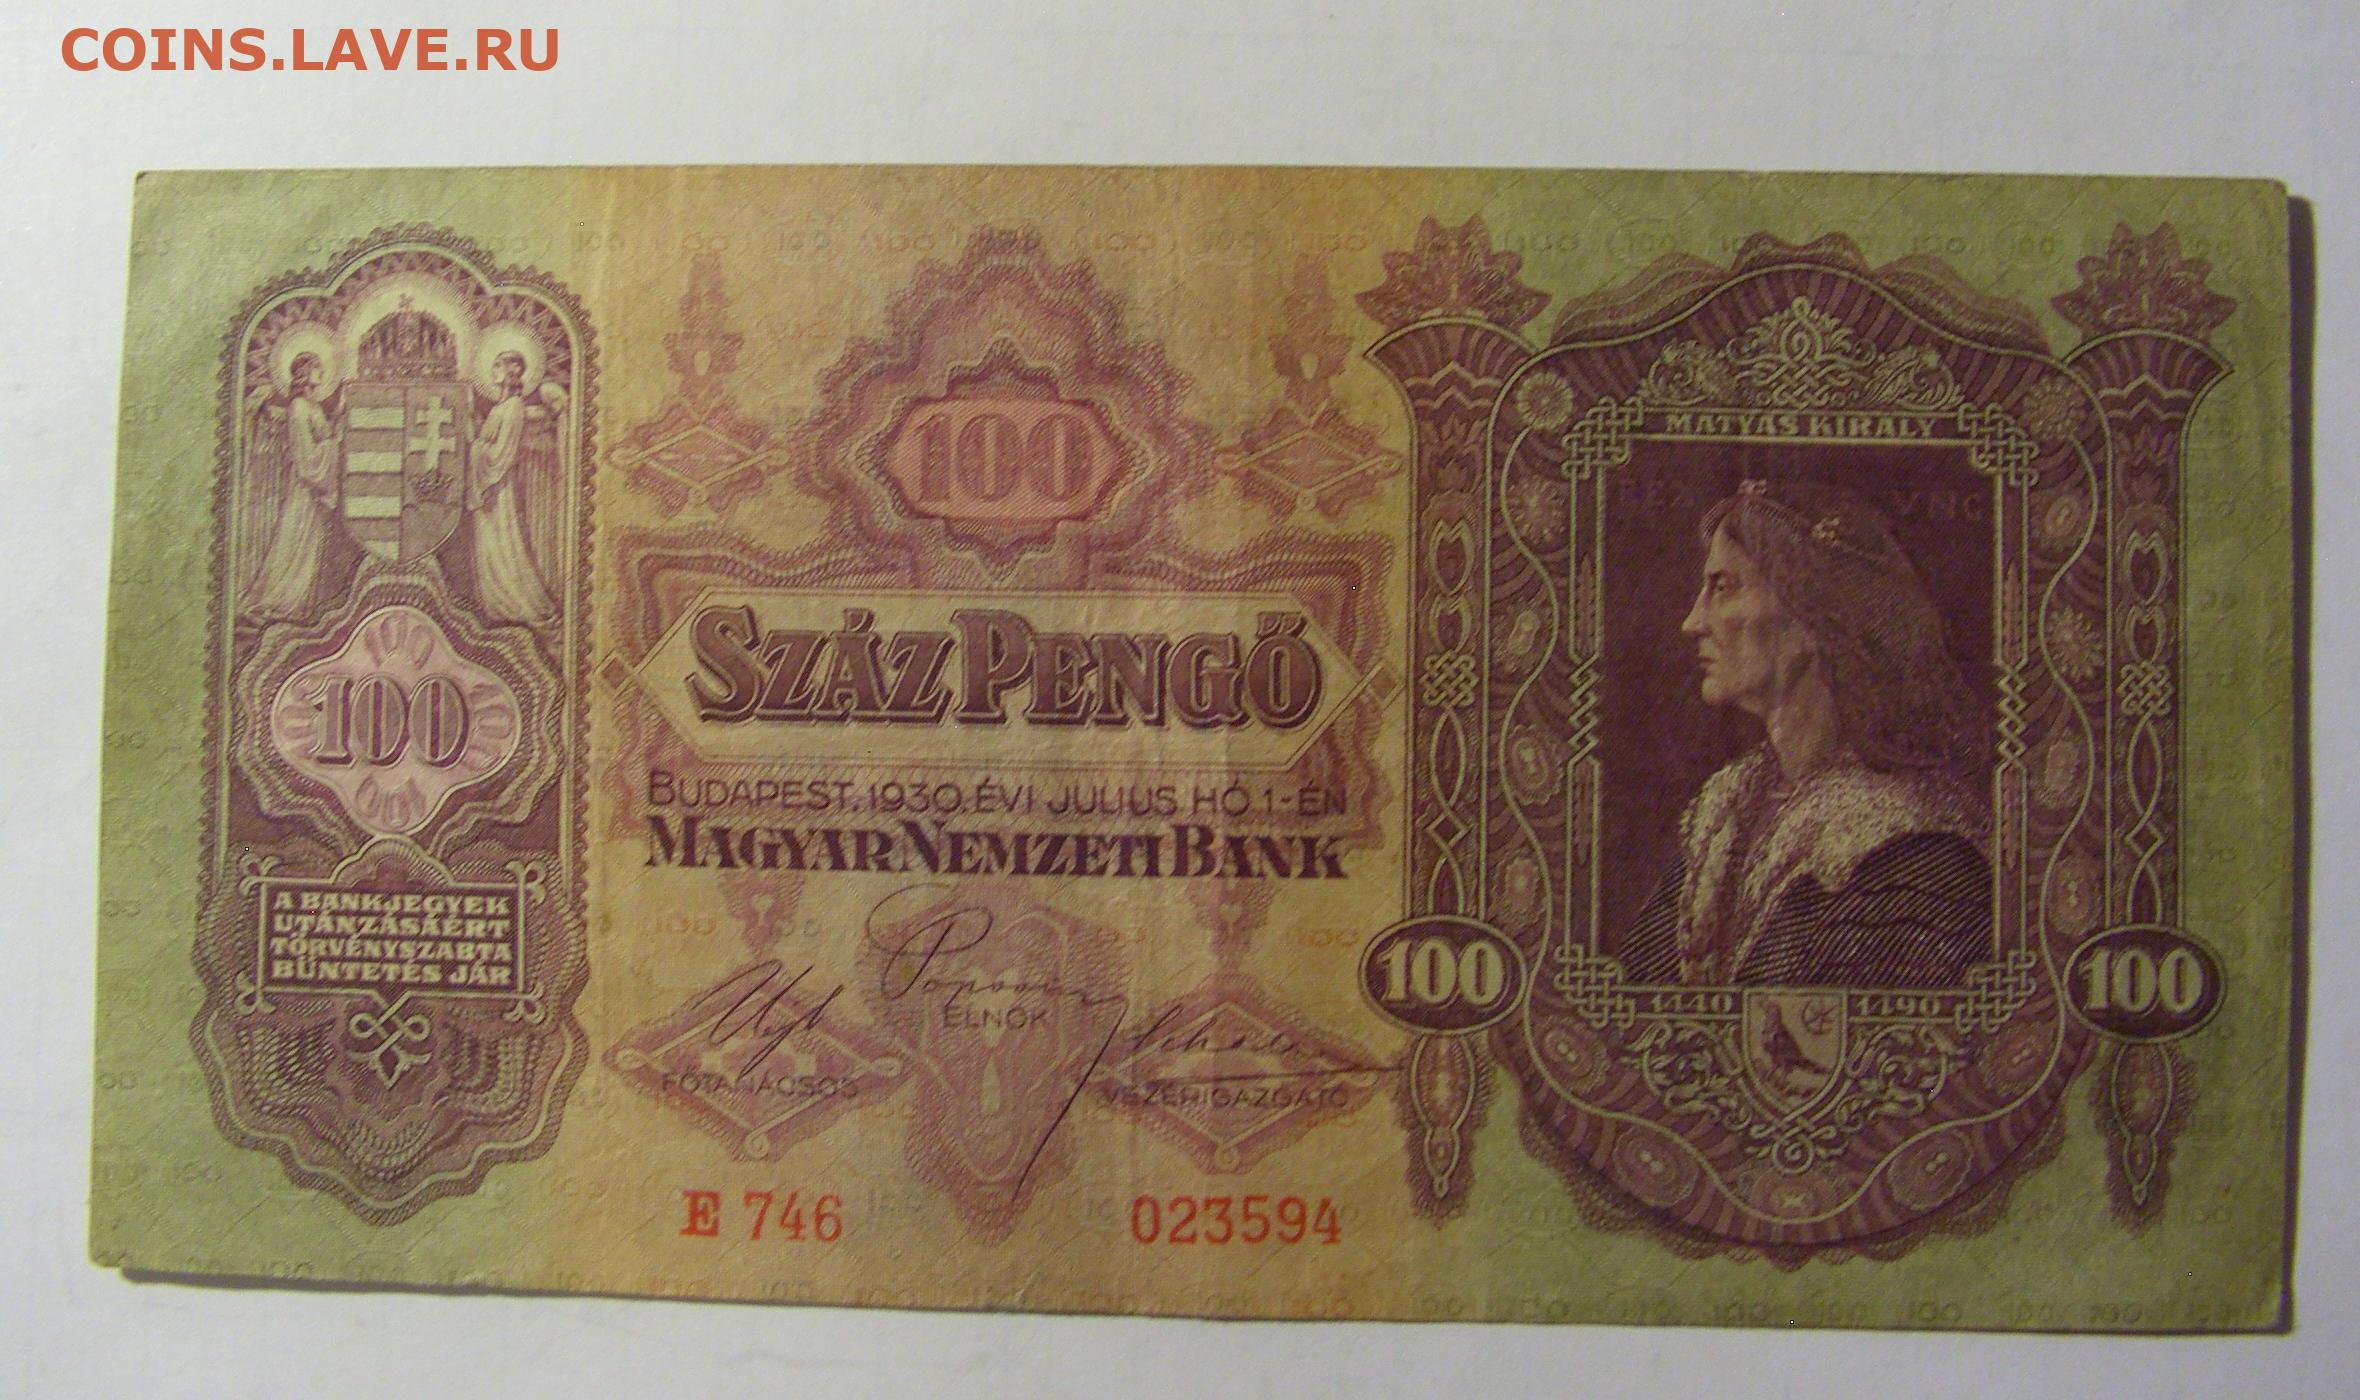 COINS.LAVE.RU
100
MÁTYÁS KIRÁLY
SZÁZ PENGŐ
100
BUDAPEST, 1930. ÉVI JULIUS HÓ 1-ÉN
MAGYAR NEMZETI BANK
A BANKJEGYEK
UTÁNZÁSÁÉRT
TÖRVÉNYSZABTA
BÜNTETÉS JÁR
100
100
1440
1490
ELNÖK
FŐTANÁCSOS
VEZÉRIGAZGATÓ
E 746
023594